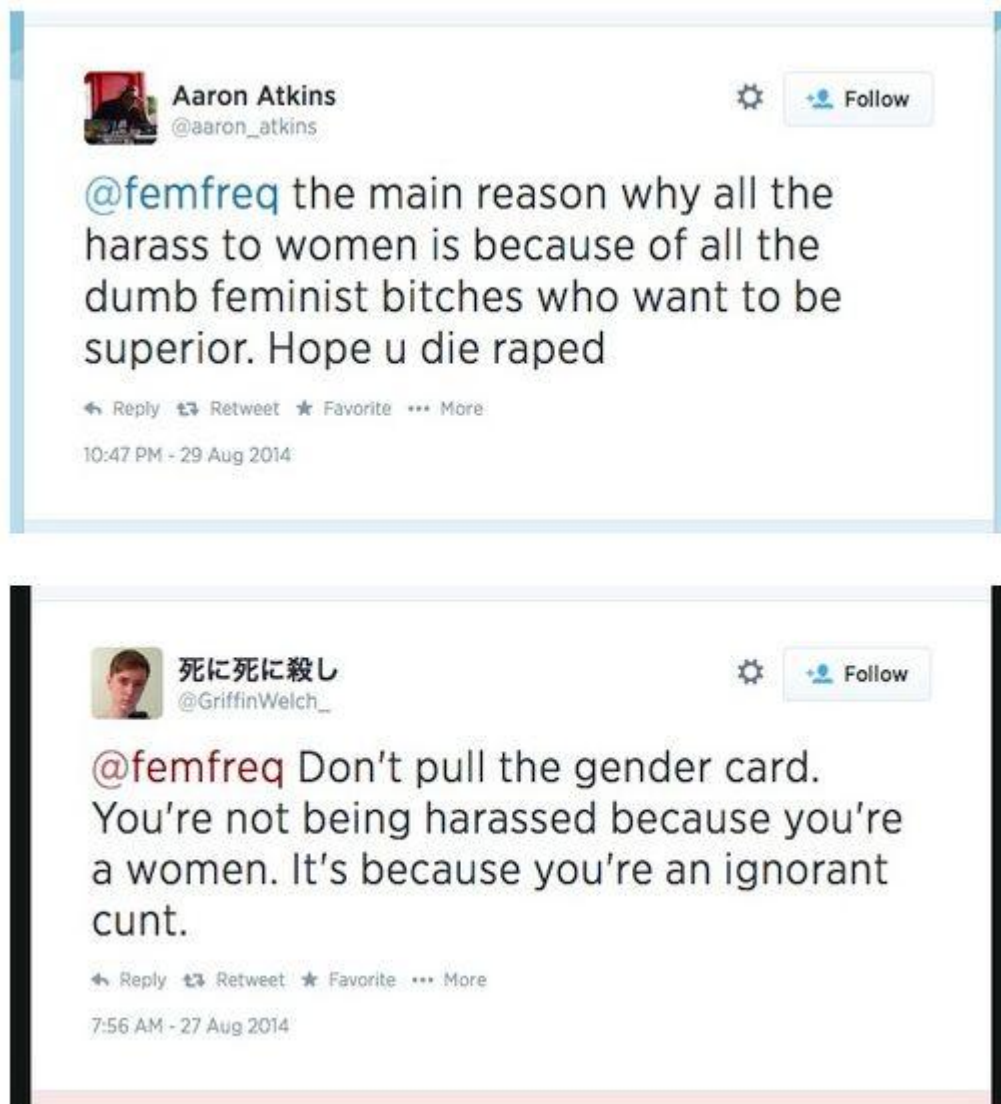 Aaron Atkins
@aaron_atkins
Follow
@femfreq the main reason why all the
harass to women is because of all the
dumb feminist bitches who want to be
superior. Hope u die raped
Reply Retweet Favorite More
10:47 PM - 29 Aug 2014
死に死に殺し
@GriffinWelch_
Follow
@femfreq Don't pull the gender card.
You're not being harassed because you're
a women. It's because you're an ignorant
cunt.
Reply Retweet Favorite More
7:56 AM - 27 Aug 2014